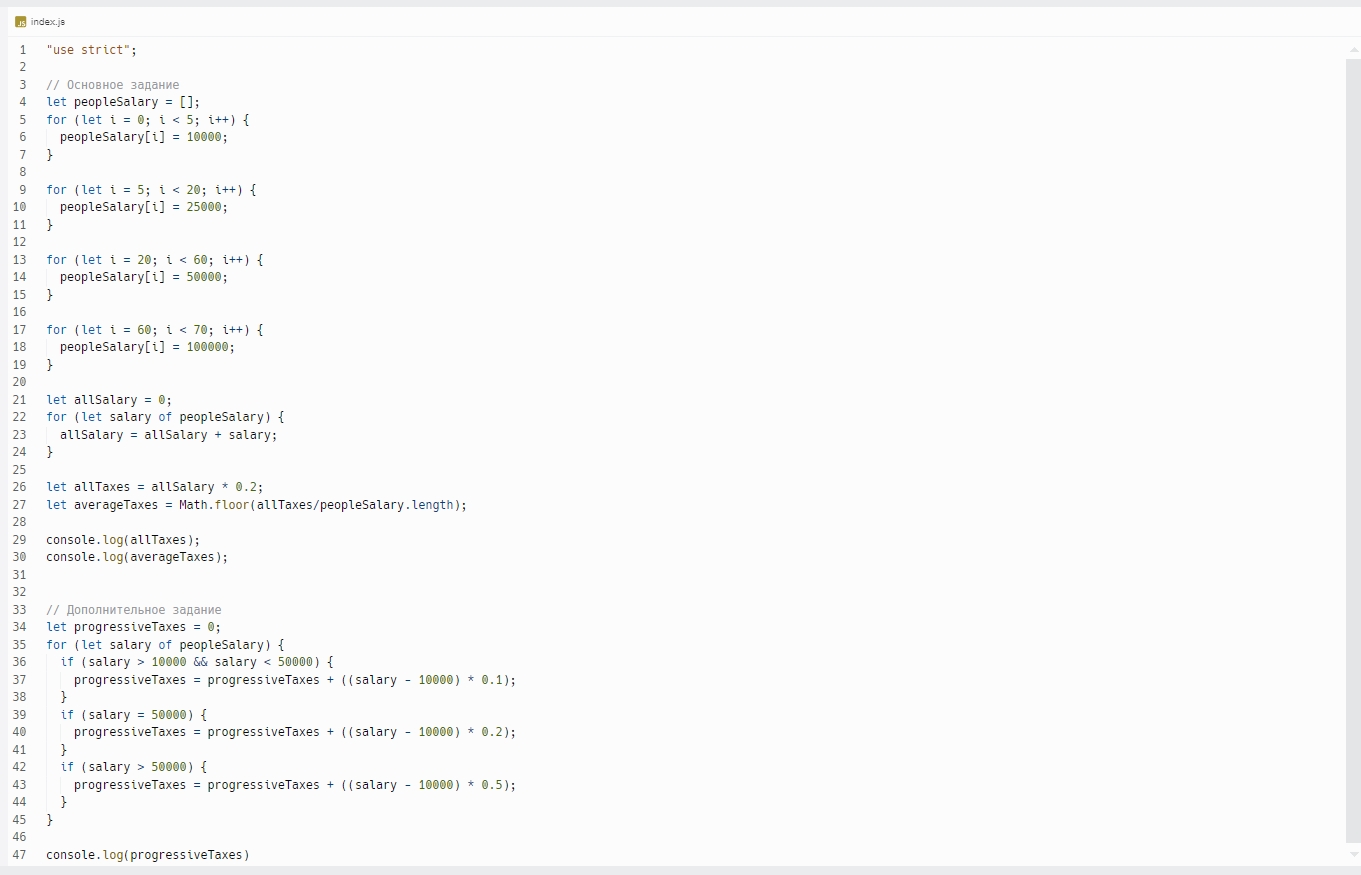 JS index.js
1 "use strict";
2
3 // Основное задание
4 let peopleSalary = [];
5 for (let i = 0; i < 5; i++) {
6   peopleSalary[i] = 10000;
7 }
8
9 for (let i = 5; i < 20; i++) {
10   peopleSalary[i] = 25000;
11 }
12
13 for (let i = 20; i < 60; i++) {
14   peopleSalary[i] = 50000;
15 }
16
17 for (let i = 60; i < 70; i++) {
18   peopleSalary[i] = 100000;
19 }
20
21 let allSalary = 0;
22 for (let salary of peopleSalary) {
23   allSalary = allSalary + salary;
24 }
25
26 let allTaxes = allSalary * 0.2;
27 let averageTaxes = Math.floor(allTaxes/peopleSalary.length);
28
29 console.log(allTaxes);
30 console.log(averageTaxes);
31
32
33 // Дополнительное задание
34 let progressiveTaxes = 0;
35 for (let salary of peopleSalary) {
36   if (salary > 10000 && salary < 50000) {
37     progressiveTaxes = progressiveTaxes + ((salary - 10000) * 0.1);
38   }
39   if (salary = 50000) {
40     progressiveTaxes = progressiveTaxes + ((salary - 10000) * 0.2);
41   }
42   if (salary > 50000) {
43     progressiveTaxes = progressiveTaxes + ((salary - 10000) * 0.5);
44   }
45 }
46
47 console.log(progressiveTaxes)